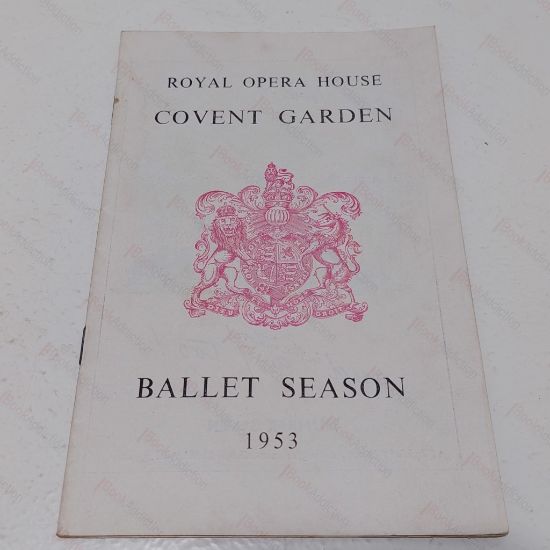 ROYAL OPERA HOUSE
COVENT GARDEN
BALLET SEASON
1953